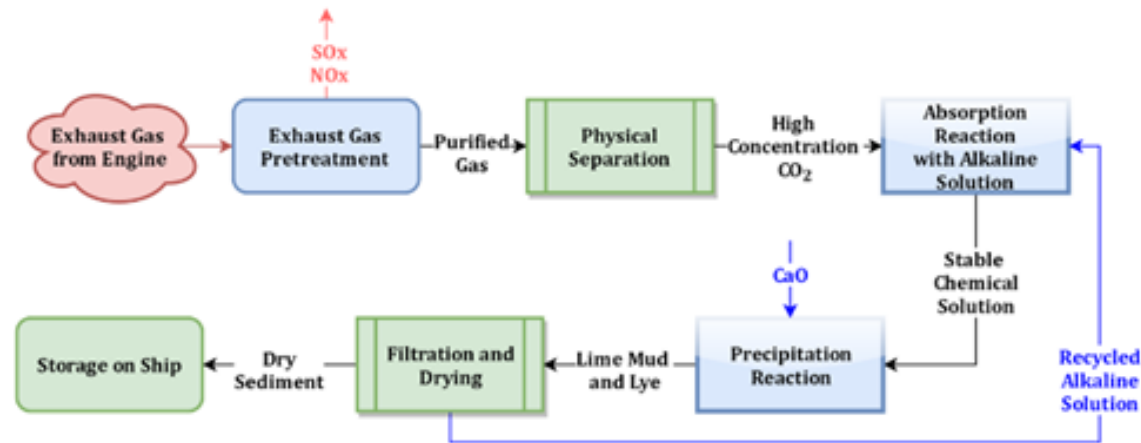 SOx
NOx
Exhaust Gas
from Engine
Exhaust Gas
Pretreatment
Purified
Gas
Physical
Separation
High
Concentration
CO₂
Absorption
Reaction
with Alkaline
Solution
Stable
Chemical
Solution
CaO
Storage on Ship
Dry
Sediment
Filtration and
Drying
Lime Mud
and Lye
Precipitation
Reaction
Recycled
Alkaline
Solution